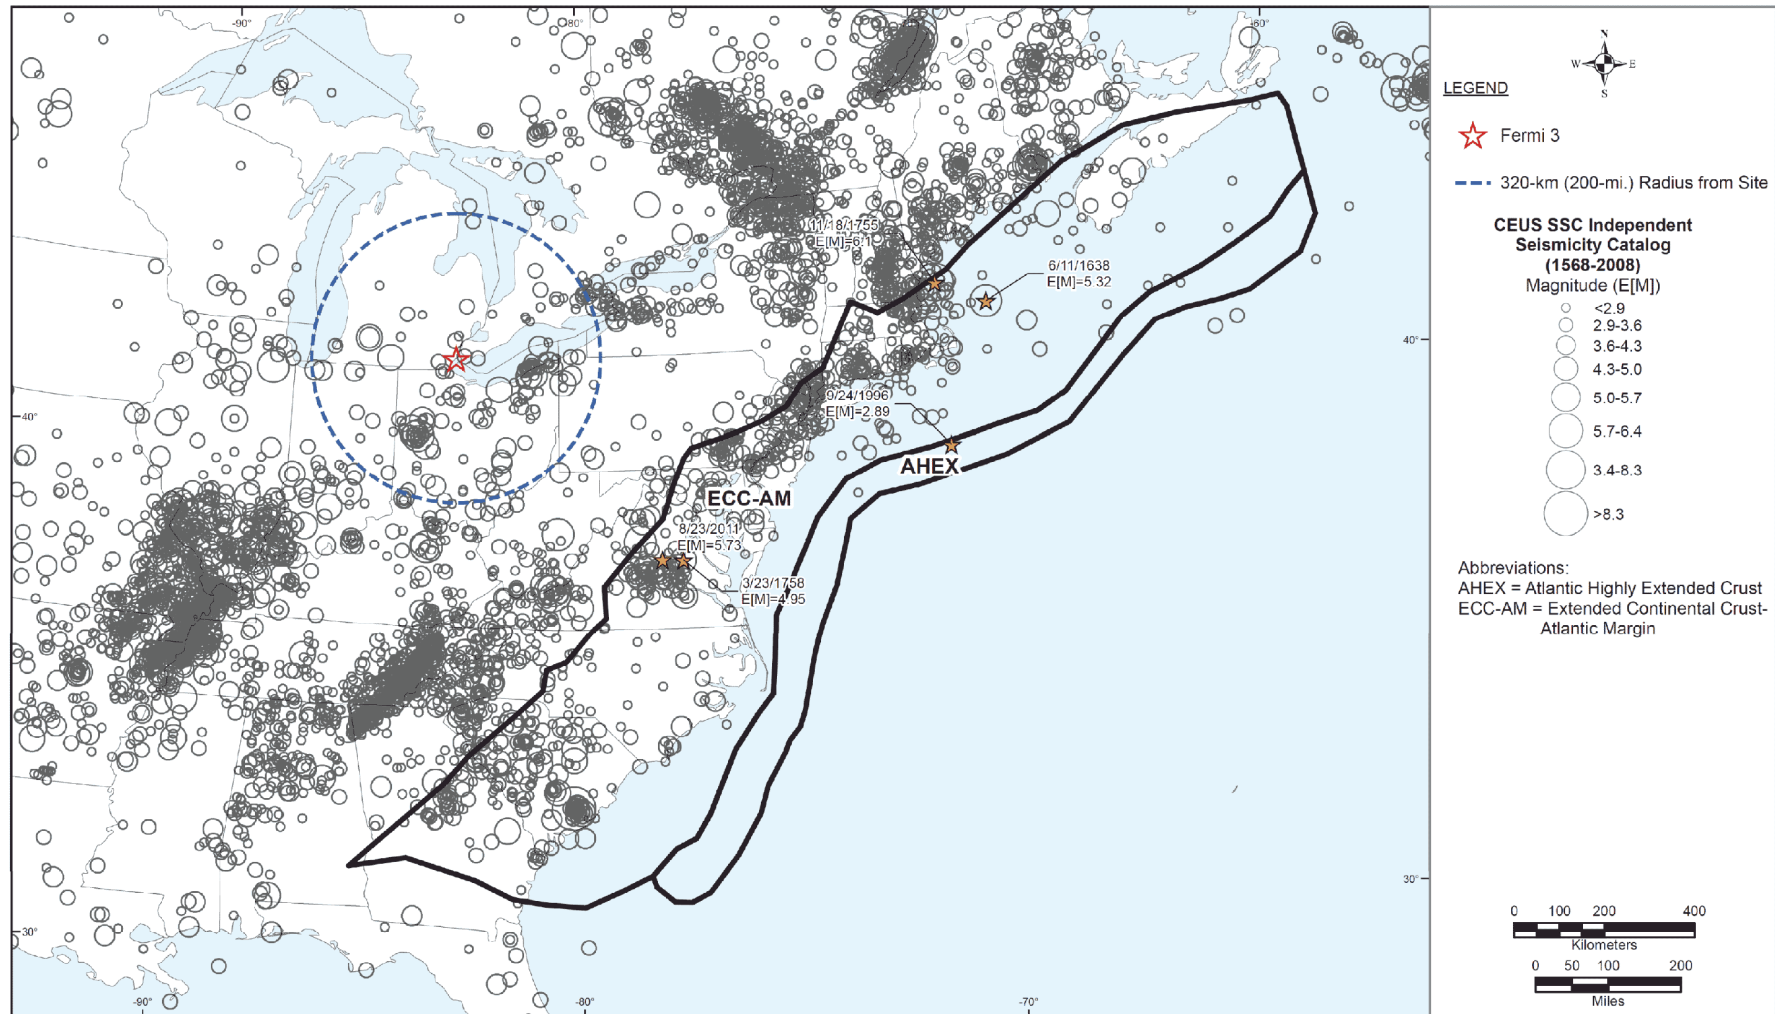 -90°
-80°
-60°
11/18/1755
E[M]=6.1
6/11/1638
E[M]=5.32
40°
40°
9/24/1996
E[M]=2.89
AHEX
ECC-AM
8/23/2011
E[M]=5.73
3/23/1758
E[M]=4.95
30°
30°
-90°
-80°
-70°
N
W
E
S
LEGEND
Fermi 3
320-km (200-mi.) Radius from Site
CEUS SSC Independent
Seismicity Catalog
(1568-2008)
Magnitude (E[M])
<2.9
2.9-3.6
3.6-4.3
4.3-5.0
5.0-5.7
5.7-6.4
3.4-8.3
>8.3
Abbreviations:
AHEX = Atlantic Highly Extended Crust
ECC-AM = Extended Continental Crust-
Atlantic Margin
0 100 200 400
Kilometers
0 50 100 200
Miles